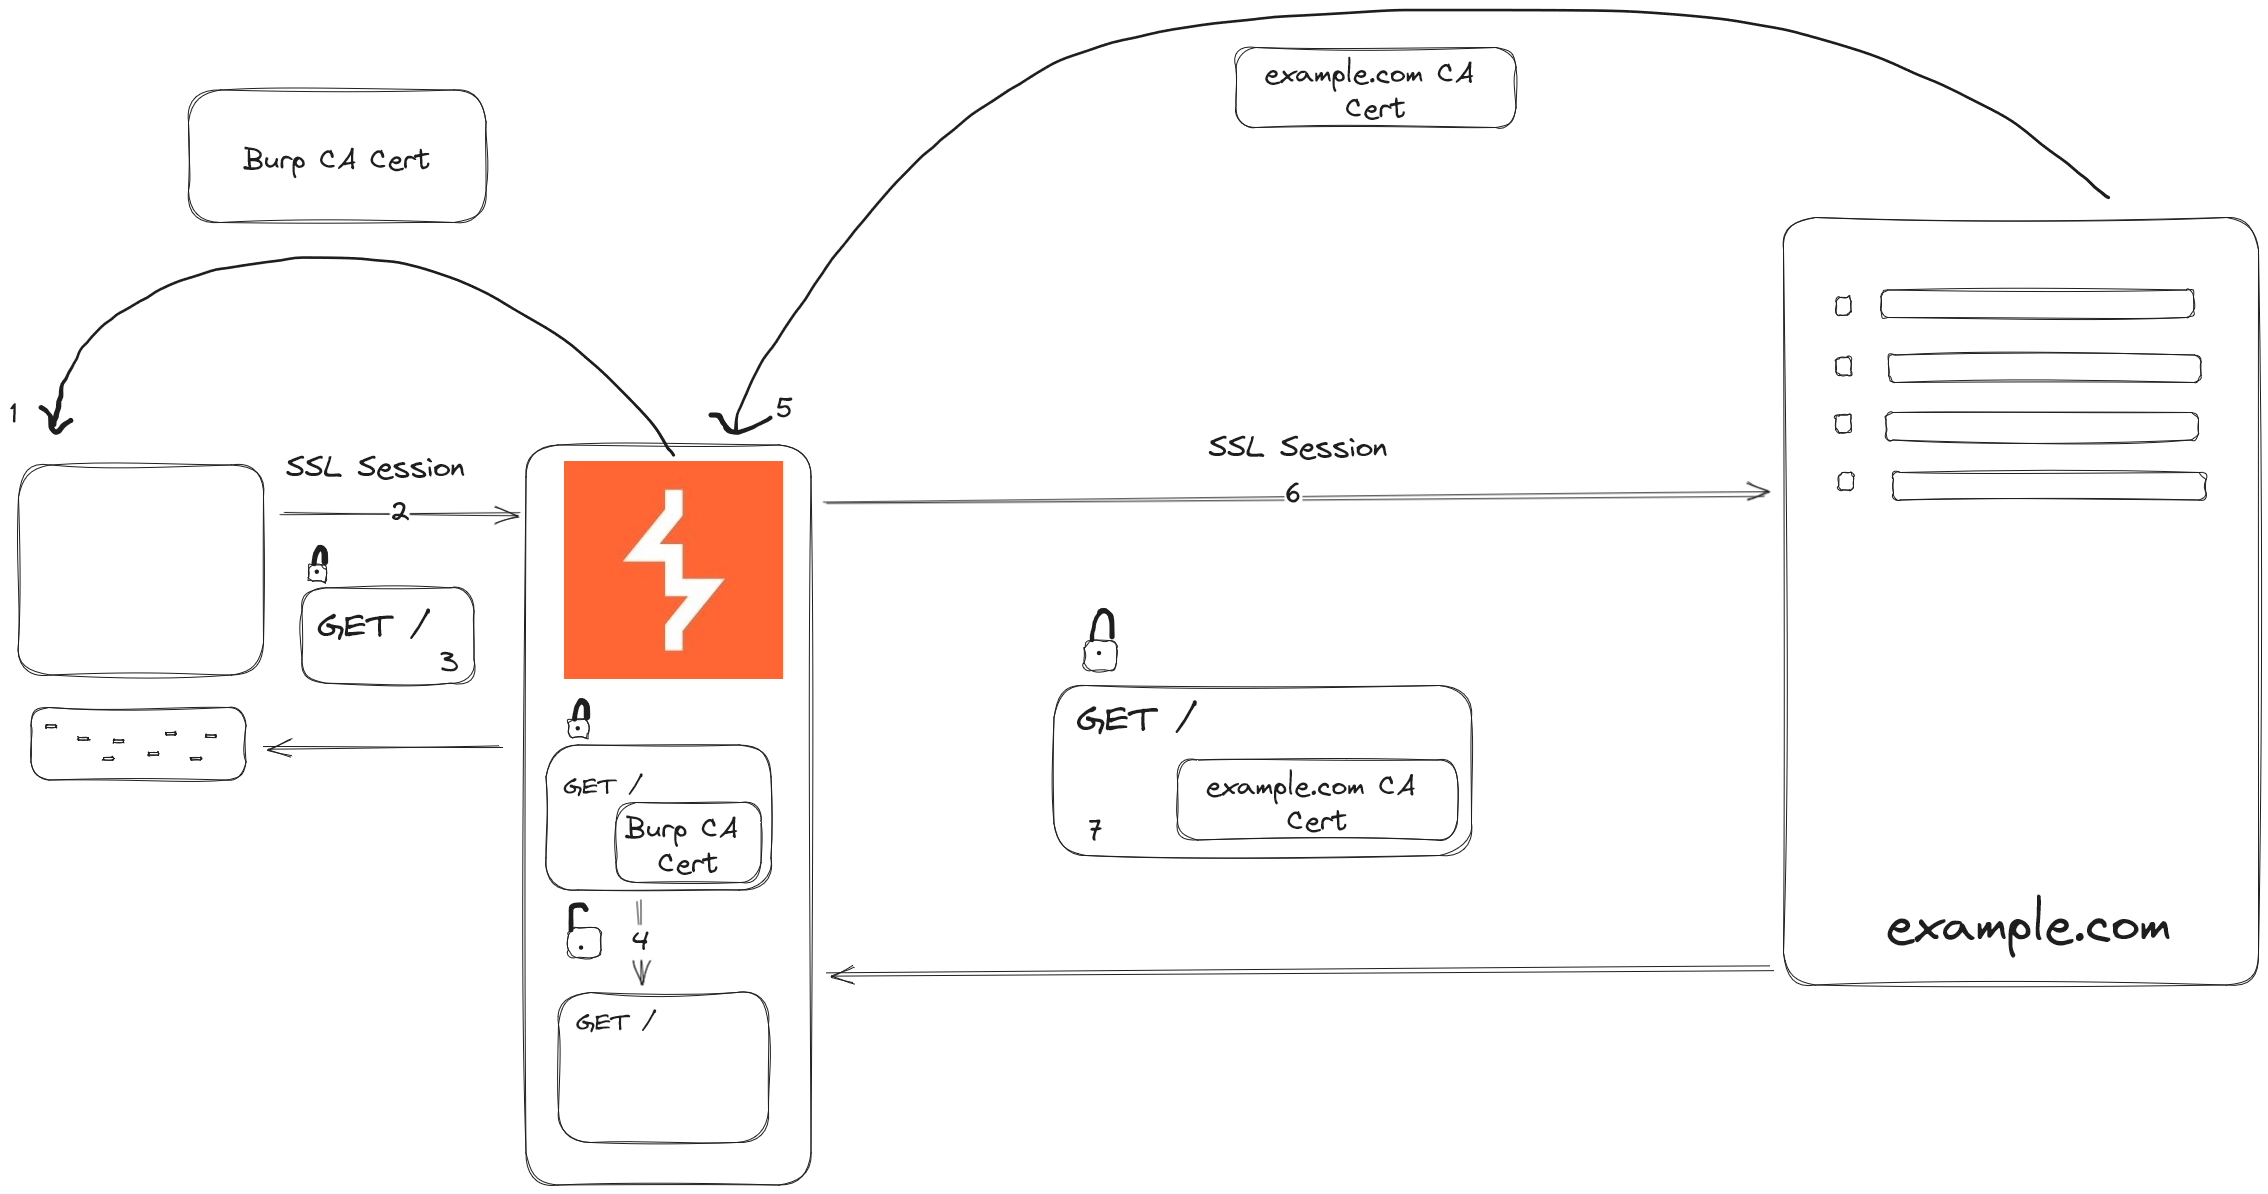 example.com CA
Cert
Burp CA Cert
1
5
SSL Session
2
SSL Session
6
GET /
3
GET /
Burp CA
Cert
4
GET /
GET /
example.com CA
Cert
7
example.com